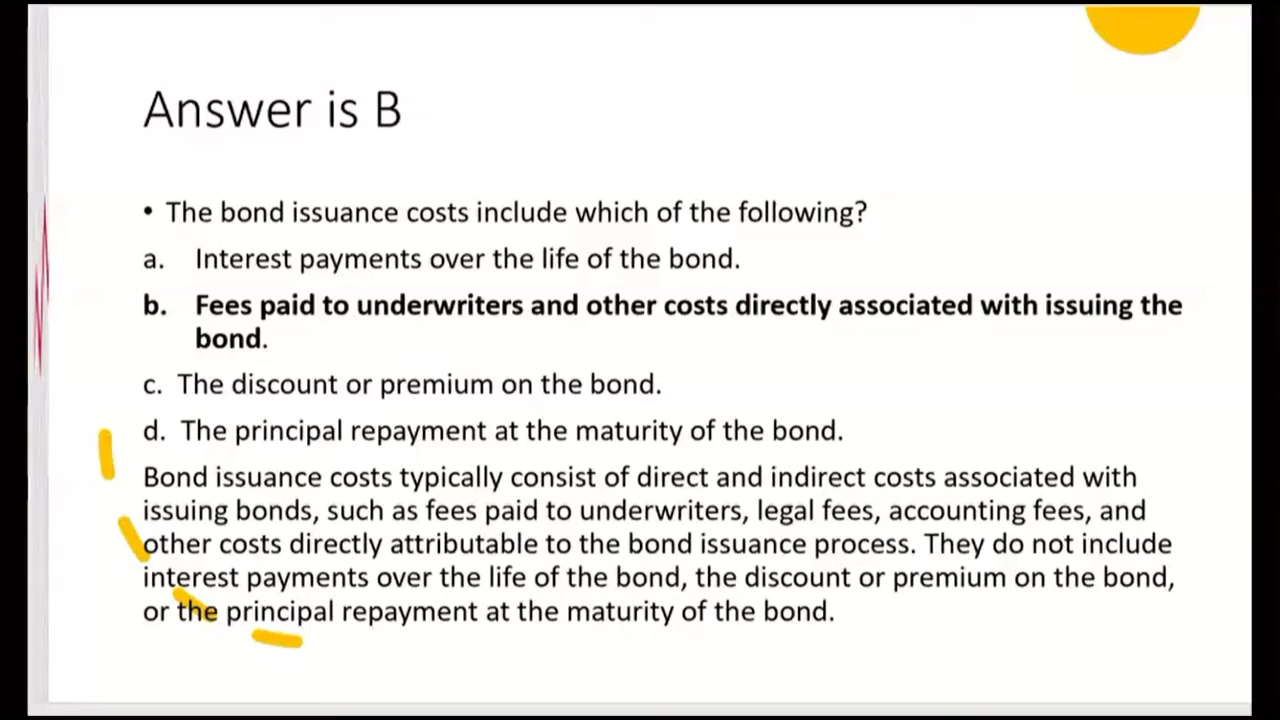 Answer is B
• The bond issuance costs include which of the following?
a. Interest payments over the life of the bond.
b. Fees paid to underwriters and other costs directly associated with issuing the
bond.
c. The discount or premium on the bond.
d. The principal repayment at the maturity of the bond.
Bond issuance costs typically consist of direct and indirect costs associated with
issuing bonds, such as fees paid to underwriters, legal fees, accounting fees, and
other costs directly attributable to the bond issuance process. They do not include
interest payments over the life of the bond, the discount or premium on the bond,
or the principal repayment at the maturity of the bond.